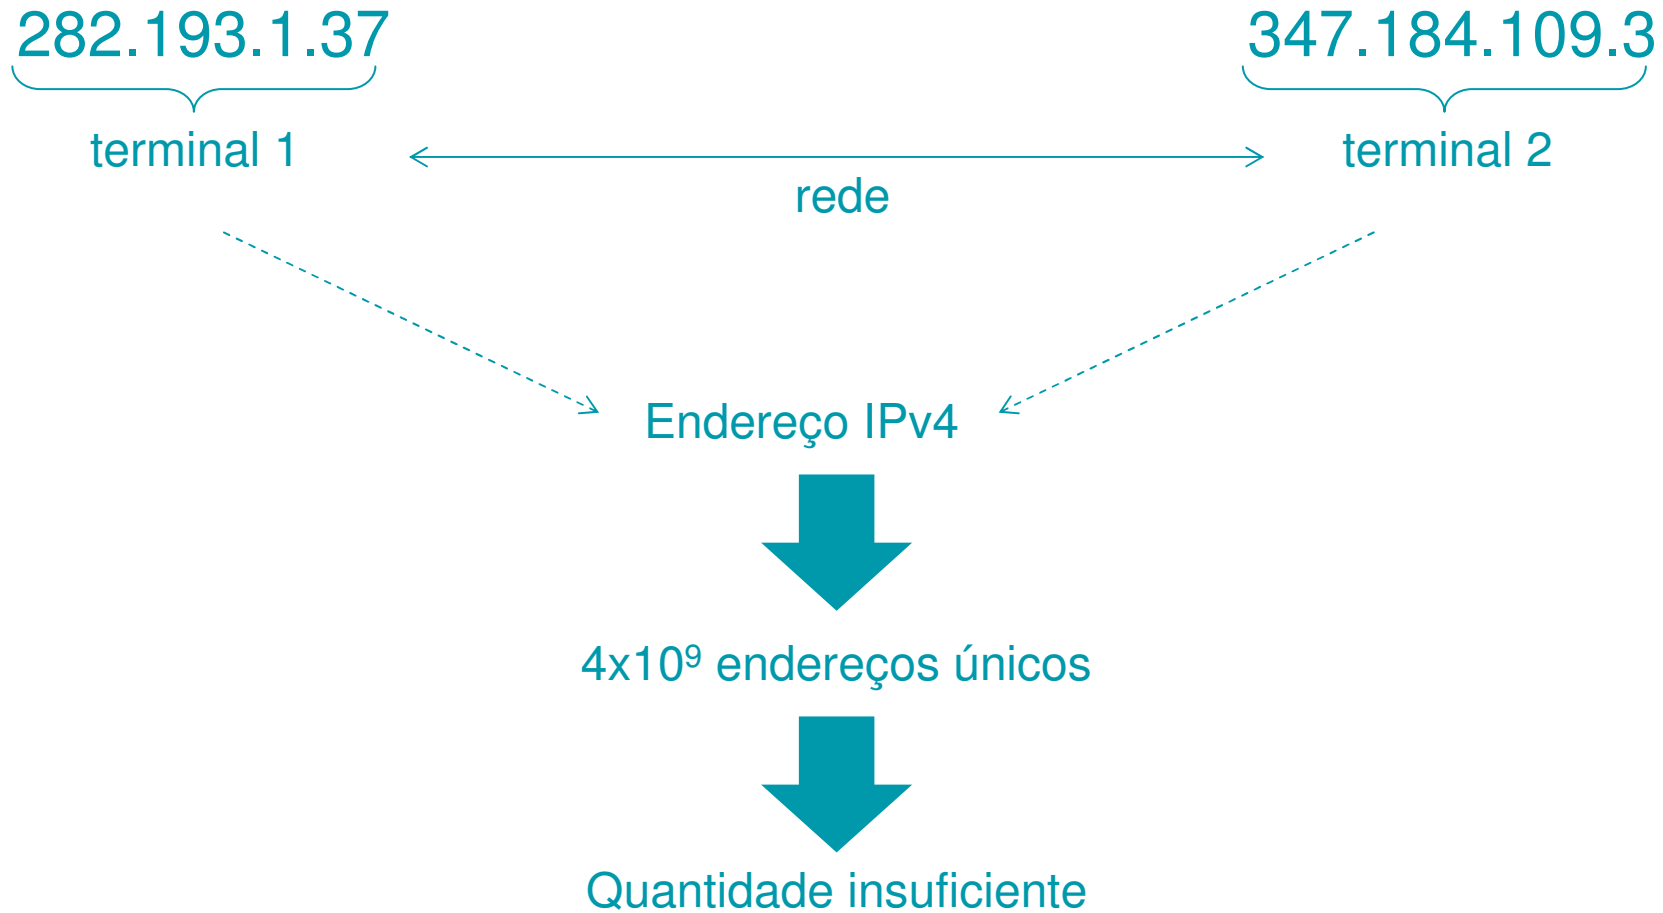 282.193.1.37
347.184.109.3
terminal 1
terminal 2
rede
Endereço IPv4
4x10⁹ endereços únicos
Quantidade insuficiente